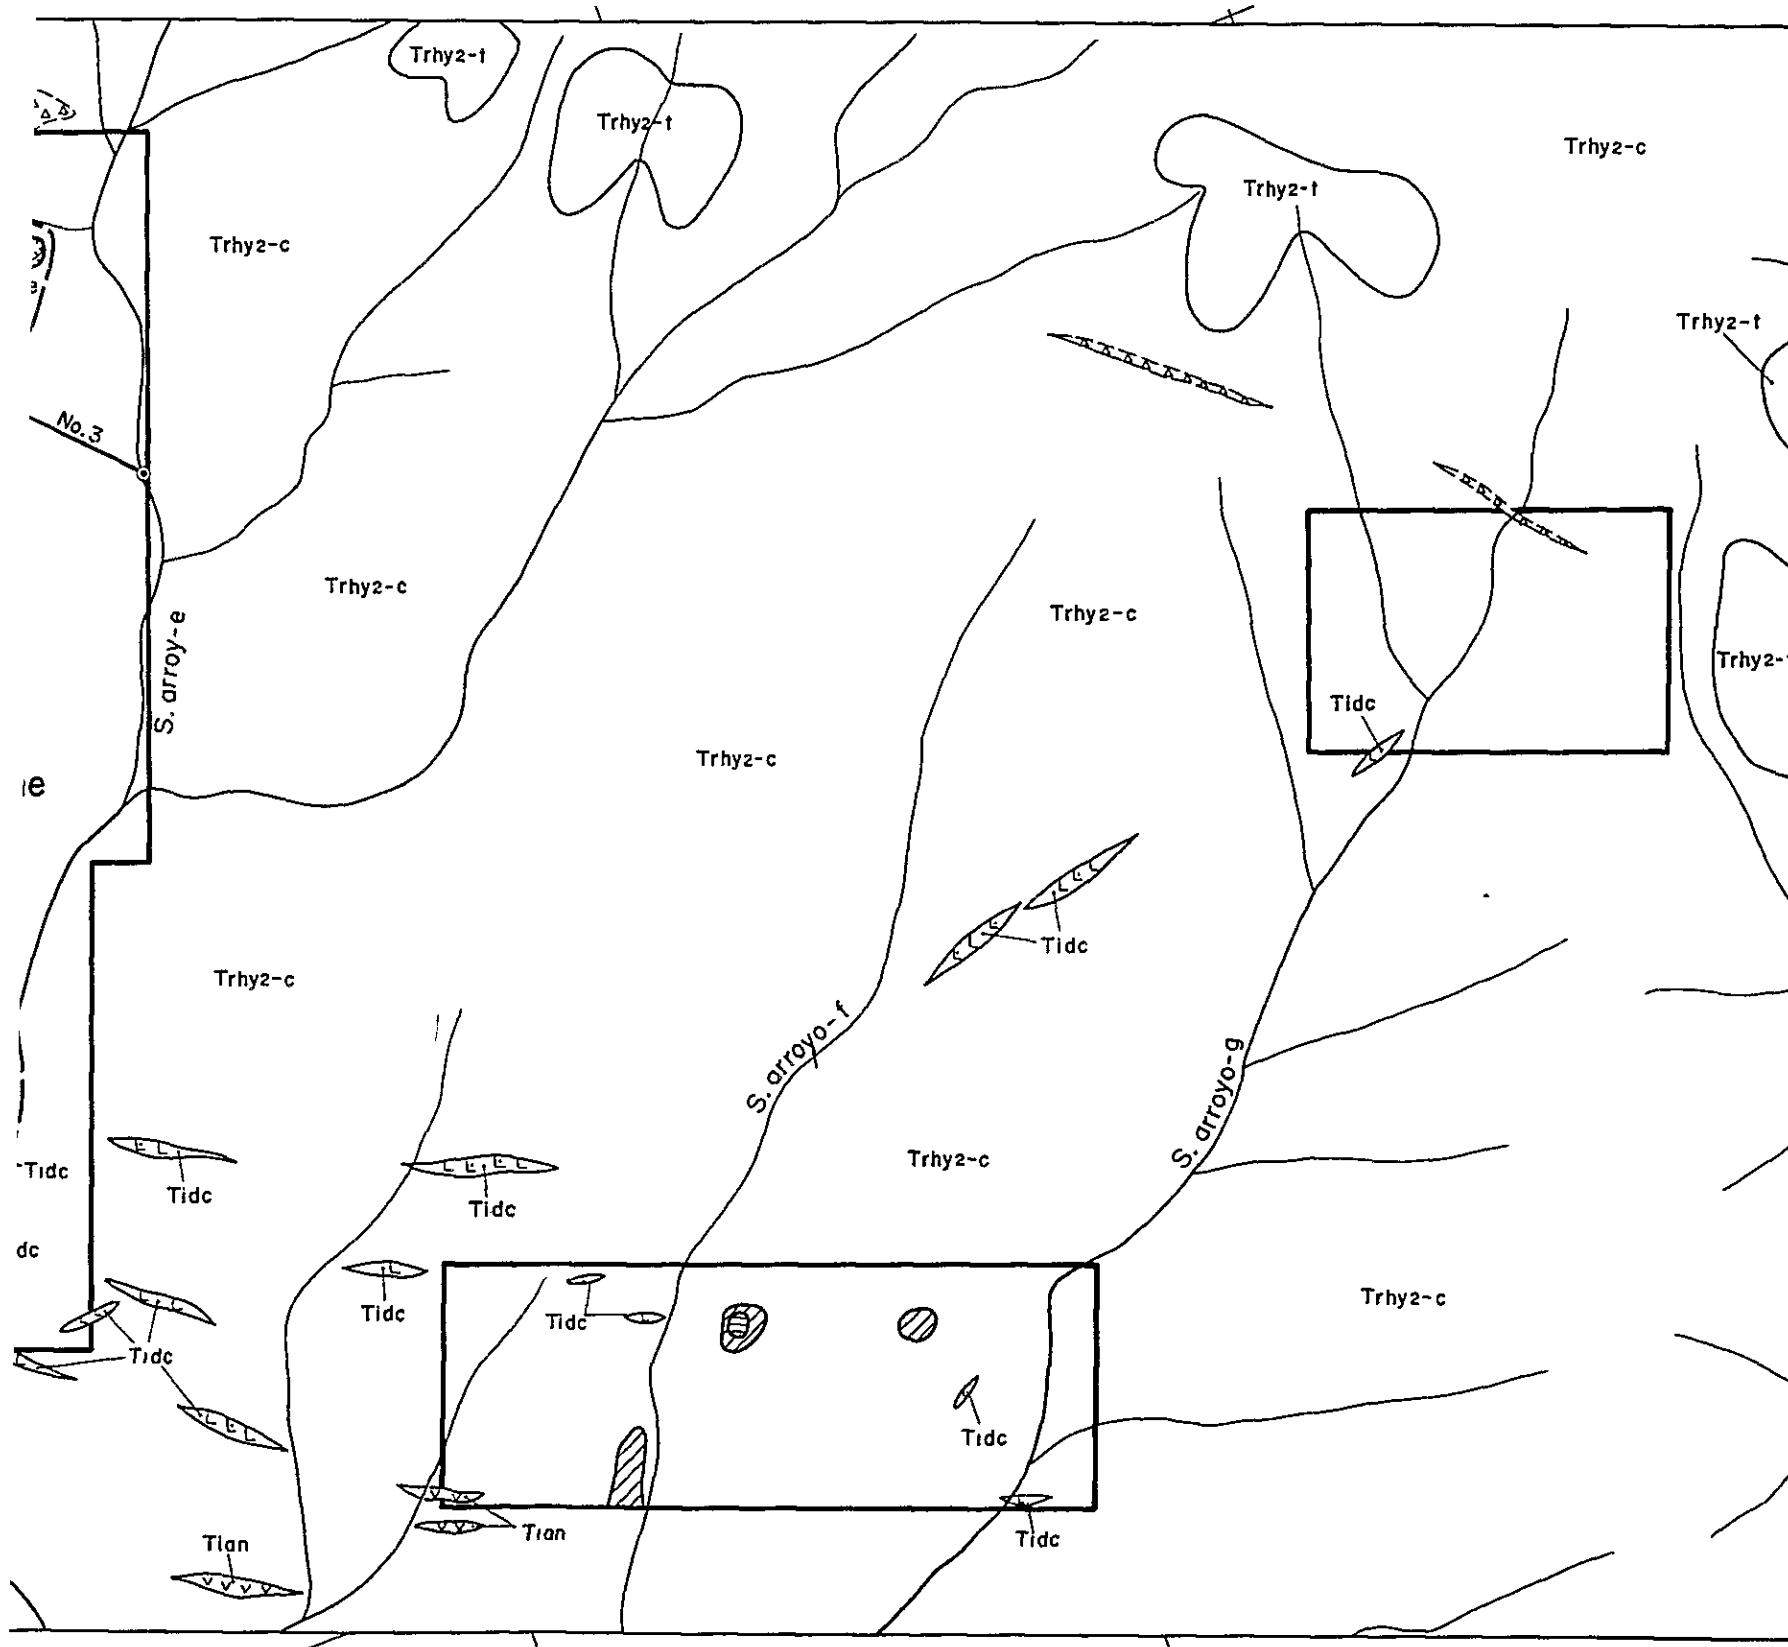 Trhy2-t
Trhy2-t
Trhy2-c
Trhy2-t
Trhy2-c
Trhy2-t
No.3
Trhy2-c
Trhy2-c
S. arroy-e
Trhy2-
Tidc
Trhy2-c
e
Tidc
Trhy2-c
S. arroyo-f
S. arroyo-g
Trhy2-c
Tidc
Tidc
Tidc
dc
Trhy2-c
Tidc
Tidc
Tidc
Tidc
Tian
Tidc
Tian